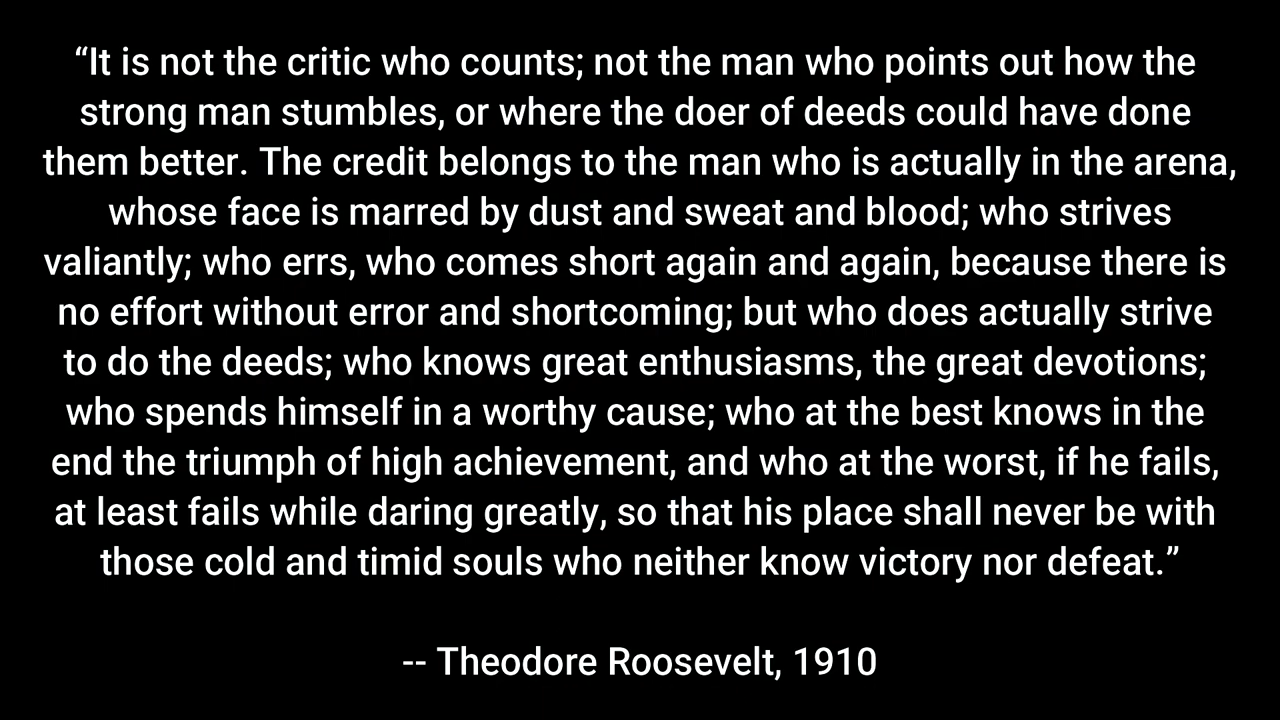 “It is not the critic who counts; not the man who points out how the
strong man stumbles, or where the doer of deeds could have done
them better. The credit belongs to the man who is actually in the arena,
whose face is marred by dust and sweat and blood; who strives
valiantly; who errs, who comes short again and again, because there is
no effort without error and shortcoming; but who does actually strive
to do the deeds; who knows great enthusiasms, the great devotions;
who spends himself in a worthy cause; who at the best knows in the
end the triumph of high achievement, and who at the worst, if he fails,
at least fails while daring greatly, so that his place shall never be with
those cold and timid souls who neither know victory nor defeat.”
-- Theodore Roosevelt, 1910